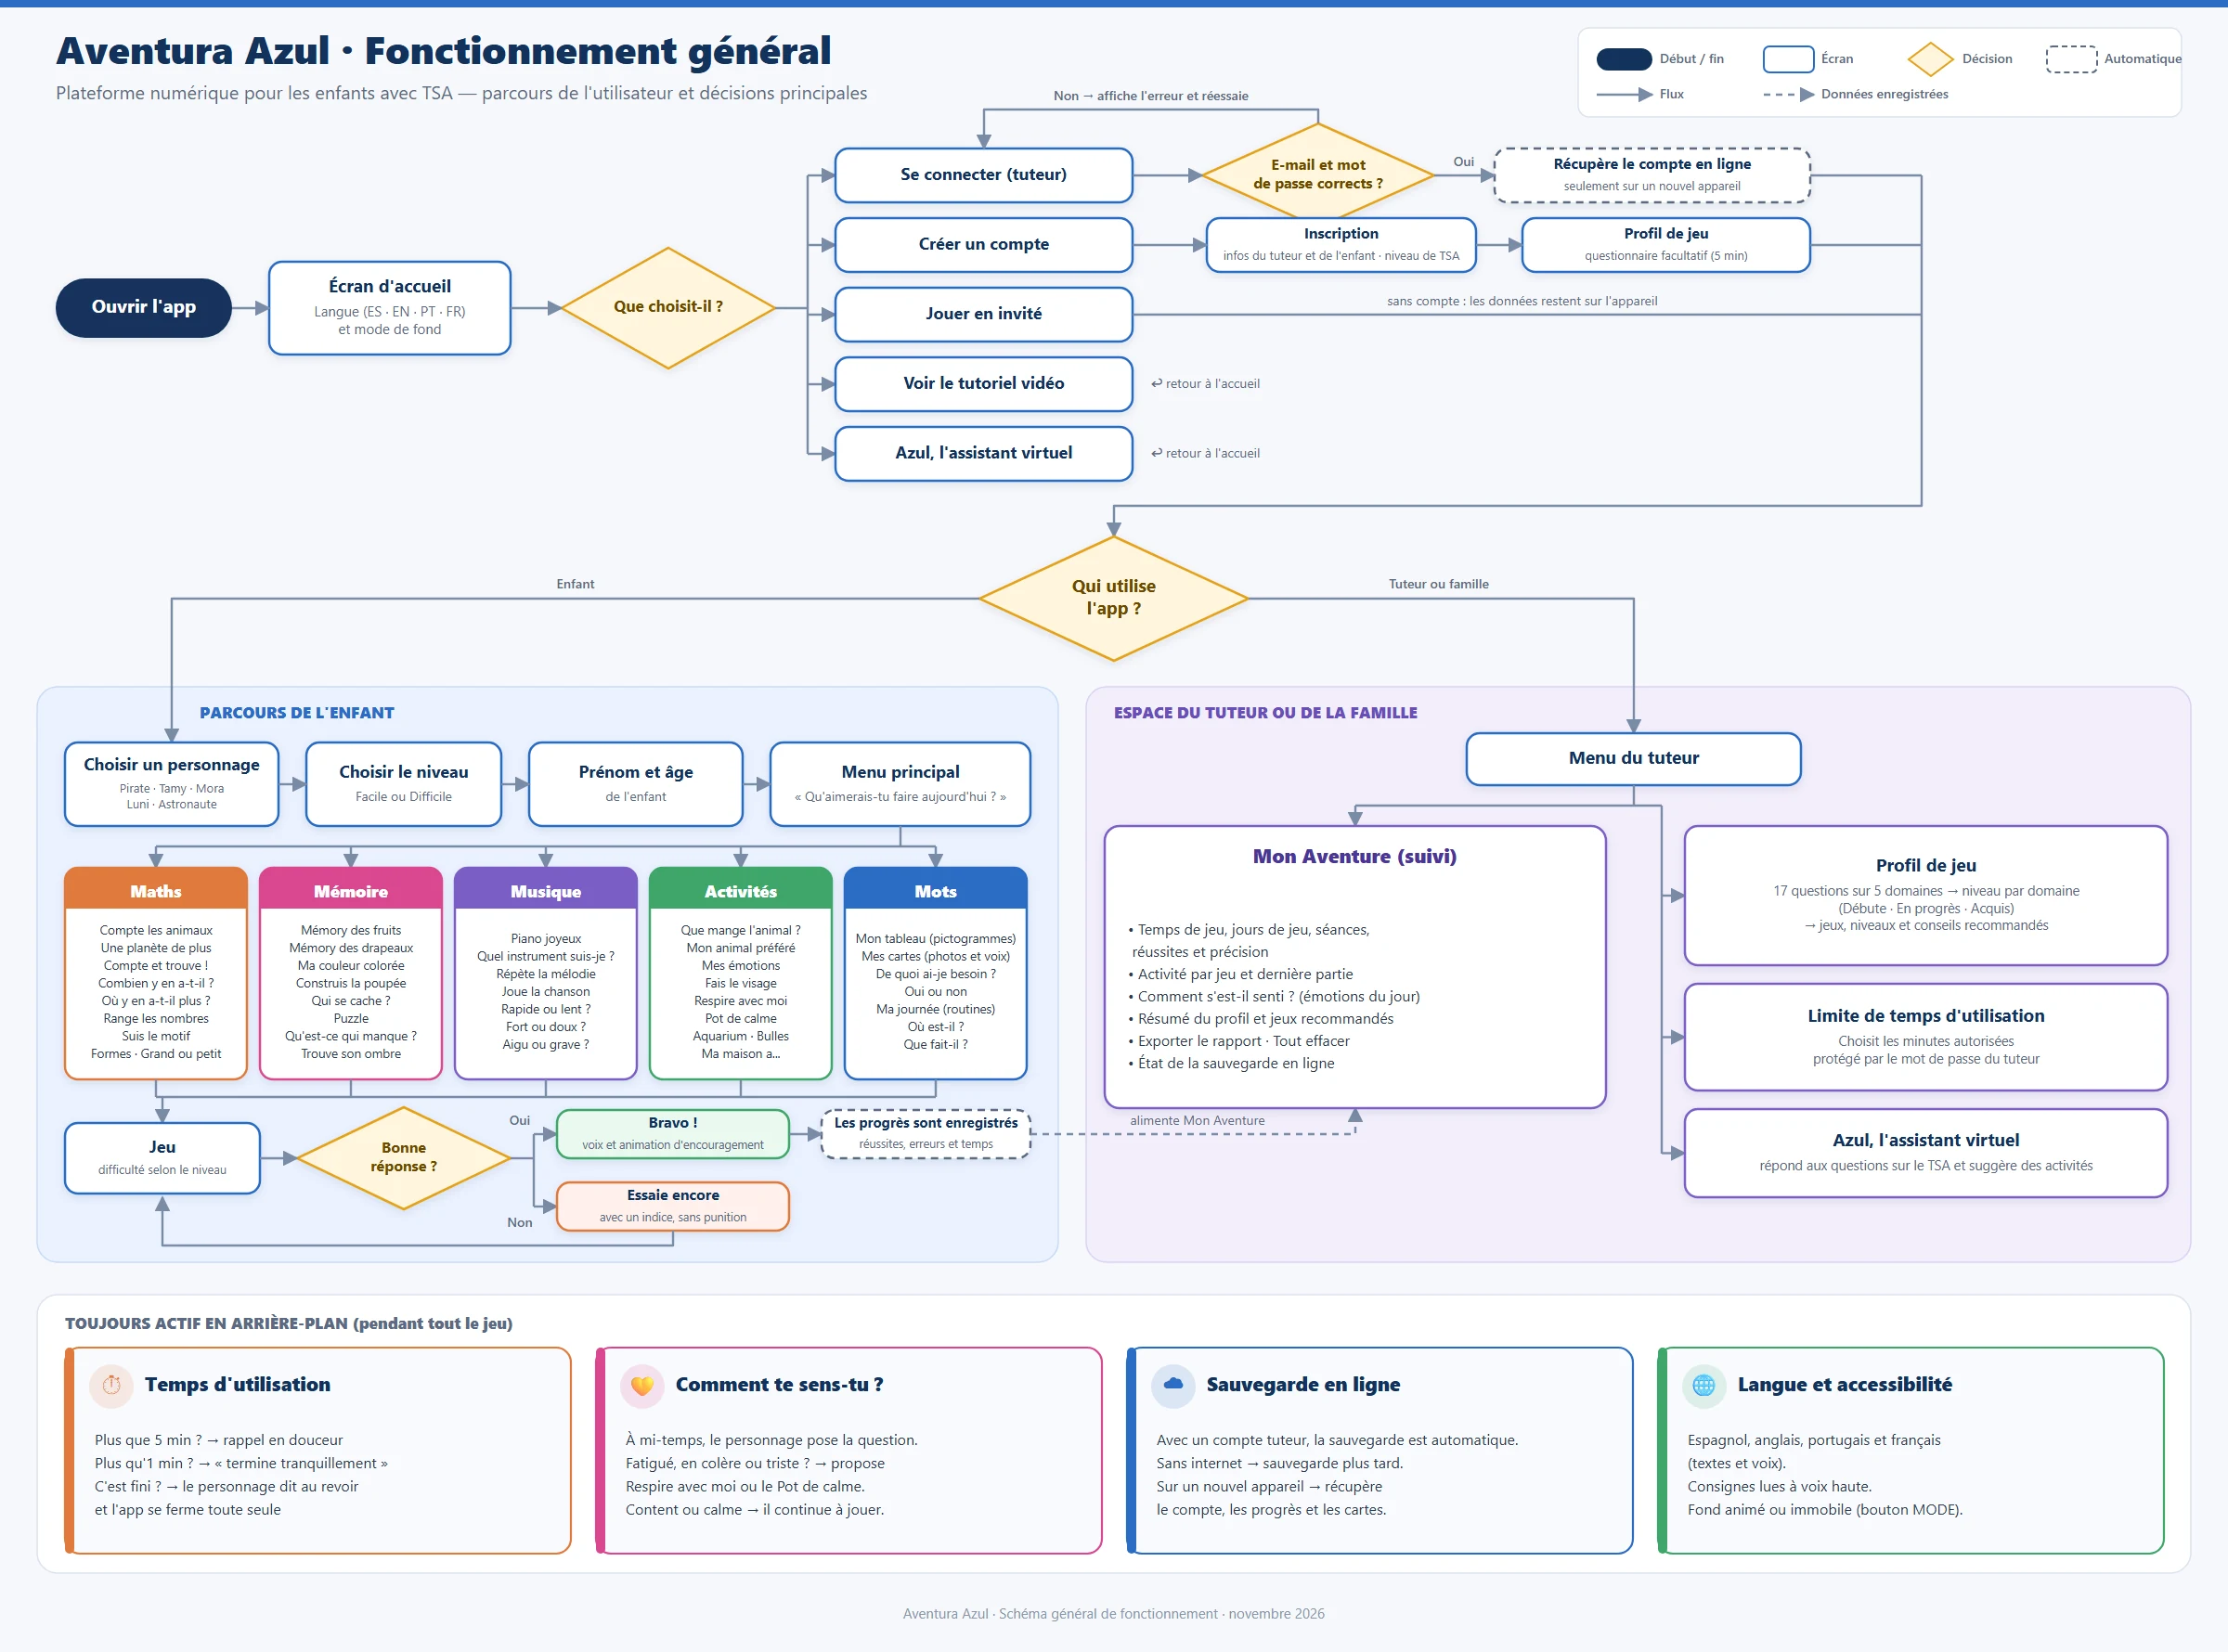 Aventura Azul · Fonctionnement général
Plateforme numérique pour les enfants avec TSA — parcours de l'utilisateur et décisions principales
Début / fin
Écran
Décision
Automatique
Flux
Données enregistrées
Non → affiche l'erreur et réessaie
Se connecter (tuteur)
E-mail et mot
de passe corrects ?
Oui
Récupère le compte en ligne
seulement sur un nouvel appareil
Créer un compte
Inscription
infos du tuteur et de l'enfant · niveau de TSA
Profil de jeu
questionnaire facultatif (5 min)
Ouvrir l'app
Écran d'accueil
Langue (ES · EN · PT · FR)
et mode de fond
Que choisit-il ?
Jouer en invité
sans compte : les données restent sur l'appareil
Voir le tutoriel vidéo
↩ retour à l'accueil
Azul, l'assistant virtuel
↩ retour à l'accueil
Qui utilise
l'app ?
Enfant
Tuteur ou famille
PARCOURS DE L'ENFANT
Choisir un personnage
Pirate · Tamy · Mora
Luni · Astronaute
Choisir le niveau
Facile ou Difficile
Prénom et âge
de l'enfant
Menu principal
« Qu'aimerais-tu faire aujourd'hui ? »
Maths
Compte les animaux
Une planète de plus
Compte et trouve !
Combien y en a-t-il ?
Où y en a-t-il plus ?
Range les nombres
Suis le motif
Formes · Grand ou petit
Mémoire
Mémory des fruits
Mémory des drapeaux
Ma couleur colorée
Construis la poupée
Qui se cache ?
Puzzle
Qu'est-ce qui manque ?
Trouve son ombre
Musique
Piano joyeux
Quel instrument suis-je ?
Répète la mélodie
Joue la chanson
Rapide ou lent ?
Fort ou doux ?
Aigu ou grave ?
Activités
Que mange l'animal ?
Mon animal préféré
Mes émotions
Fais le visage
Respire avec moi
Pot de calme
Aquarium · Bulles
Ma maison a...
Mots
Mon tableau (pictogrammes)
Mes cartes (photos et voix)
De quoi ai-je besoin ?
Oui ou non
Ma journée (routines)
Où est-il ?
Que fait-il ?
Jeu
difficulté selon le niveau
Bonne
réponse ?
Oui
Bravo !
voix et animation d'encouragement
Les progrès sont enregistrés
réussites, erreurs et temps
Non
Essaie encore
avec un indice, sans punition
ESPACE DU TUTEUR OU DE LA FAMILLE
Menu du tuteur
Mon Aventure (suivi)
• Temps de jeu, jours de jeu, séances,
réussites et précision
• Activité par jeu et dernière partie
• Comment s'est-il senti ? (émotions du jour)
• Résumé du profil et jeux recommandés
• Exporter le rapport · Tout effacer
• État de la sauvegarde en ligne
alimente Mon Aventure
Profil de jeu
17 questions sur 5 domaines → niveau par domaine
(Débute · En progrès · Acquis)
→ jeux, niveaux et conseils recommandés
Limite de temps d'utilisation
Choisit les minutes autorisées
protégé par le mot de passe du tuteur
Azul, l'assistant virtuel
répond aux questions sur le TSA et suggère des activités
TOUJOURS ACTIF EN ARRIÈRE-PLAN (pendant tout le jeu)
Temps d'utilisation
Plus que 5 min ? → rappel en douceur
Plus qu'1 min ? → « termine tranquillement »
C'est fini ? → le personnage dit au revoir
et l'app se ferme toute seule
Comment te sens-tu ?
À mi-temps, le personnage pose la question.
Fatigué, en colère ou triste ? → propose
Respire avec moi ou le Pot de calme.
Content ou calme → il continue à jouer.
Sauvegarde en ligne
Avec un compte tuteur, la sauvegarde est automatique.
Sans internet → sauvegarde plus tard.
Sur un nouvel appareil → récupère
le compte, les progrès et les cartes.
Langue et accessibilité
Espagnol, anglais, portugais et français
(textes et voix).
Consignes lues à voix haute.
Fond animé ou immobile (bouton MODE).
Aventura Azul · Schéma général de fonctionnement · novembre 2026